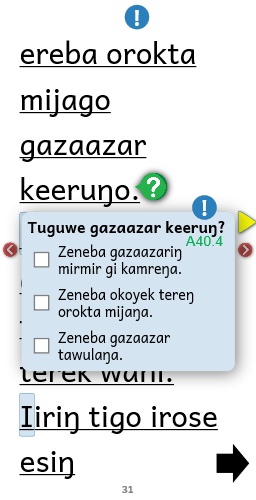 ereba orokta
mijago
gazaazar
keeruŋo.
Tuguwe gazaazar keeruŋ?
A40.4
Zeneba gazaazariŋ
mirmir gi kamreŋa.
Zeneba okoyek tereŋ
orokta mijaŋa.
Zeneba gazaazar
tawulaŋa.
terek wani.
Iiriŋ tigo irose
esiŋ
31